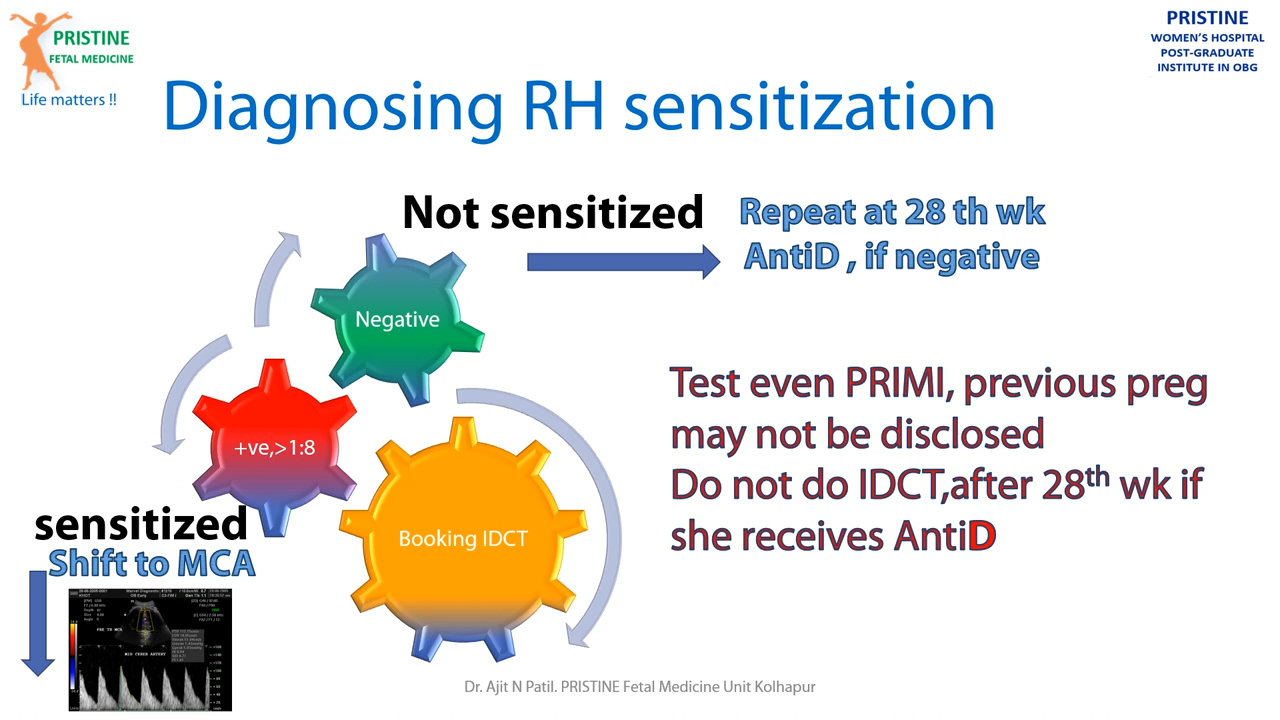 PRISTINE
FETAL MEDICINE
Life matters !!
PRISTINE
WOMEN'S HOSPITAL
POST-GRADUATE
INSTITUTE IN OBG
Diagnosing RH sensitization
Not sensitized
Repeat at 28 th wk
AntiD , if negative
Negative
+ve,>1:8
Booking IDCT
Test even PRIMI, previous preg
may not be disclosed
Do not do IDCT,after 28th wk if
she receives AntiD
sensitized
Shift to MCA
MID CEREB ARTERY
Dr. Ajit N Patil. PRISTINE Fetal Medicine Unit Kolhapur